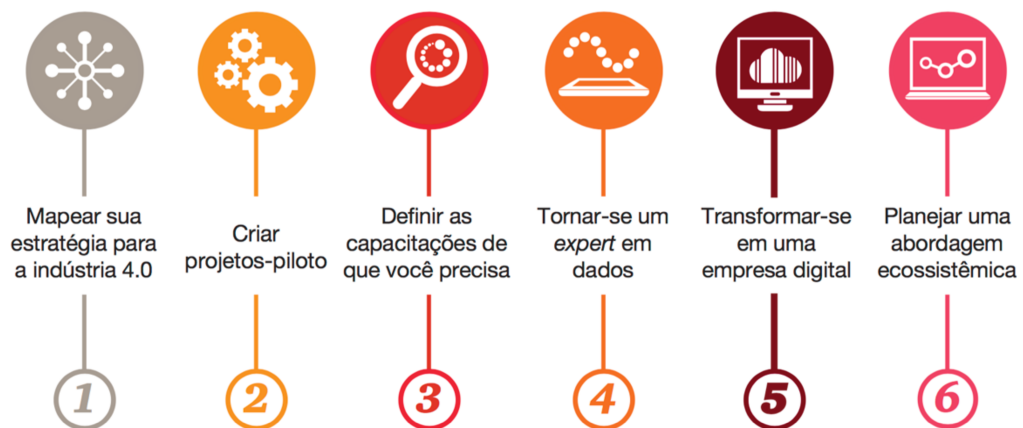 Mapear sua
estratégia para
a indústria 4.0
1
Criar
projetos-piloto
2
Definir as
capacitações de
que você precisa
3
Tornar-se um
expert em
dados
4
Transformar-se
em uma
empresa digital
5
Planejar uma
abordagem
ecossistêmica
6